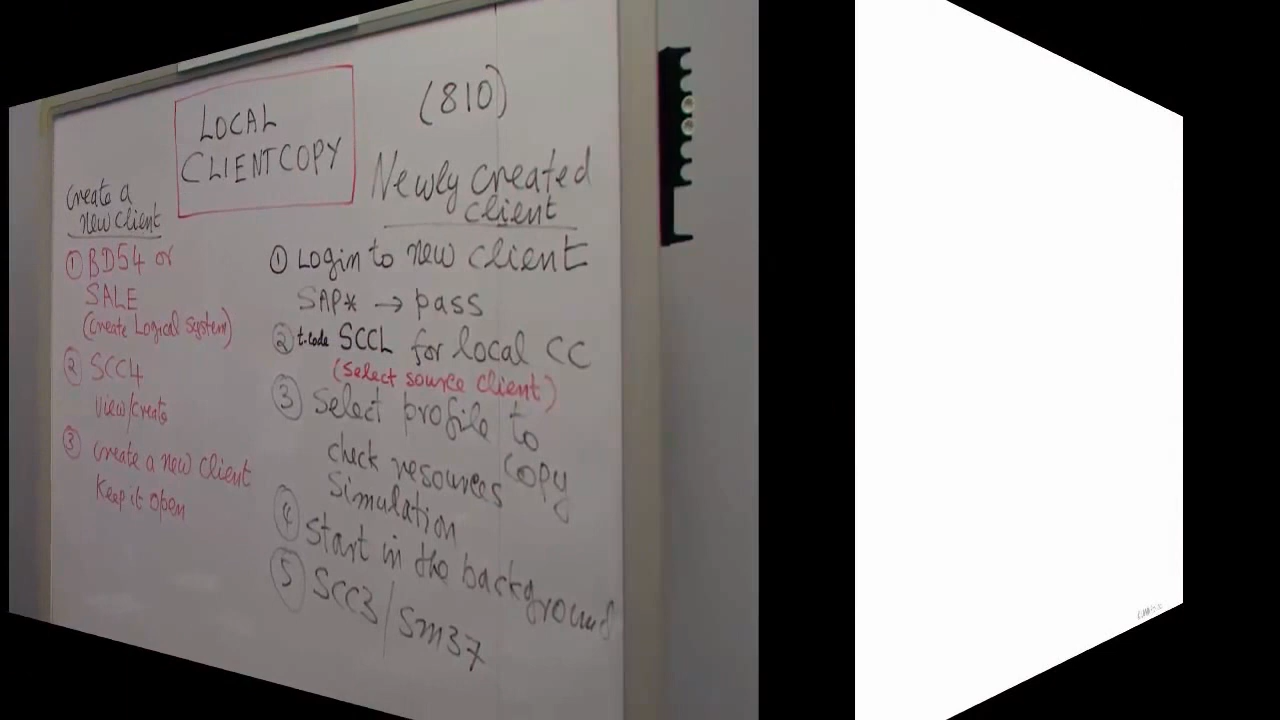 LOCAL
CLIENTCOPY
(810)
Create a
new client
① BD54 or
SALE
(Create Logical system)
② SCC4
View/Create
③ Create a new client
Keep it open
Newly created
client
① Login to new client
SAP* → pass
② t-code SCCL for local CC
(select source client)
③ Select profile to
copy
check resources
Simulation
④ Start in the background
⑤ SCC3/SM37